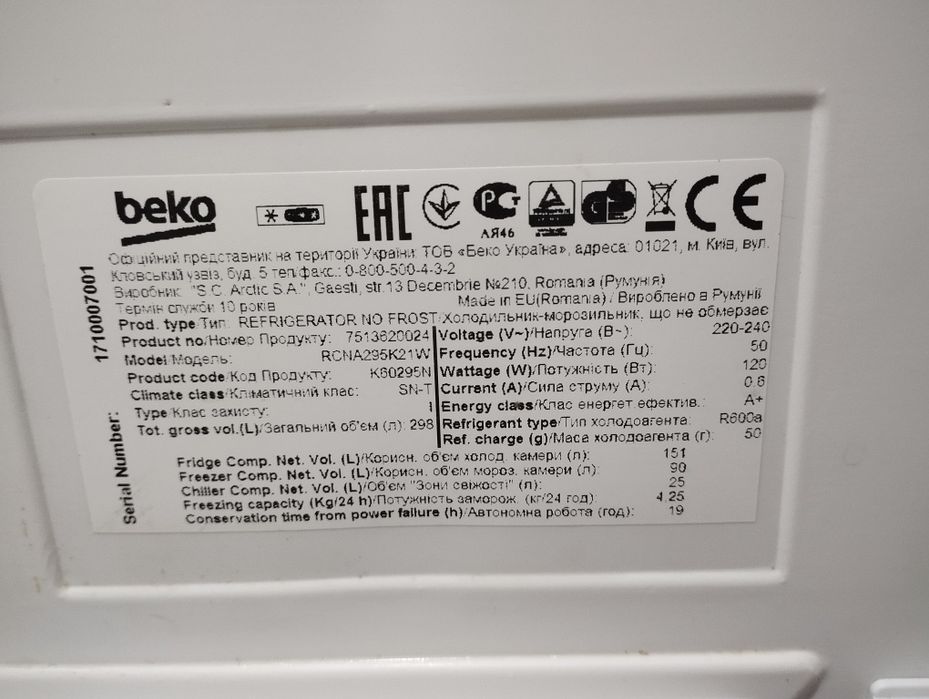 beko
EAC
АЯ46
CE
Офіційний представник на території України: ТОВ «Беко Україна», адреса: 01021, м. Київ, вул.
Кловський узвіз, буд. 5 тел/факс.: 0-800-500-4-3-2
Виробник: "S.C. Arctic S.A.", Gaesti, str.13 Decembrie №210, Romania (Румунія)
Термін служби 10 років Made in EU(Romania) / Вироблено в Румунії
Prod. type/Тип: REFRIGERATOR NO FROST/Холодильник-морозильник, що не обмерзає
Product no/Номер Продукту: 7513620024
Model/Модель: RCNA295K21W
Product code/Код Продукту: K60295N
Climate class/Кліматичний клас: SN-T
Type/Клас захисту: I
Tot. gross vol.(L)/Загальний об'єм (л): 298
Voltage (V~)/Напруга (В~): 220-240
Frequency (Hz)/Частота (Гц): 50
Wattage (W)/Потужність (Вт): 120
Current (A)/Сила струму (А): 0.6
Energy class/Клас енергет.ефектив.: A+
Refrigerant type/Тип холодоагента: R600a
Ref. charge (g)/Маса холодоагента (г): 50
Fridge Comp. Net. Vol. (L)/Корисн. об'єм холод. камери (л): 151
Freezer Comp. Net. Vol. (L)/Корисн. об'єм мороз. камери (л): 90
Chiller Comp. Net. Vol. (L)/Об'єм "Зони свіжості" (л): 25
Freezing capacity (Kg/24 h)/Потужність заморож. (кг/24 год): 4,25
Conservation time from power failure (h)/Автономна робота (год): 19
Serial Number: 1710007001